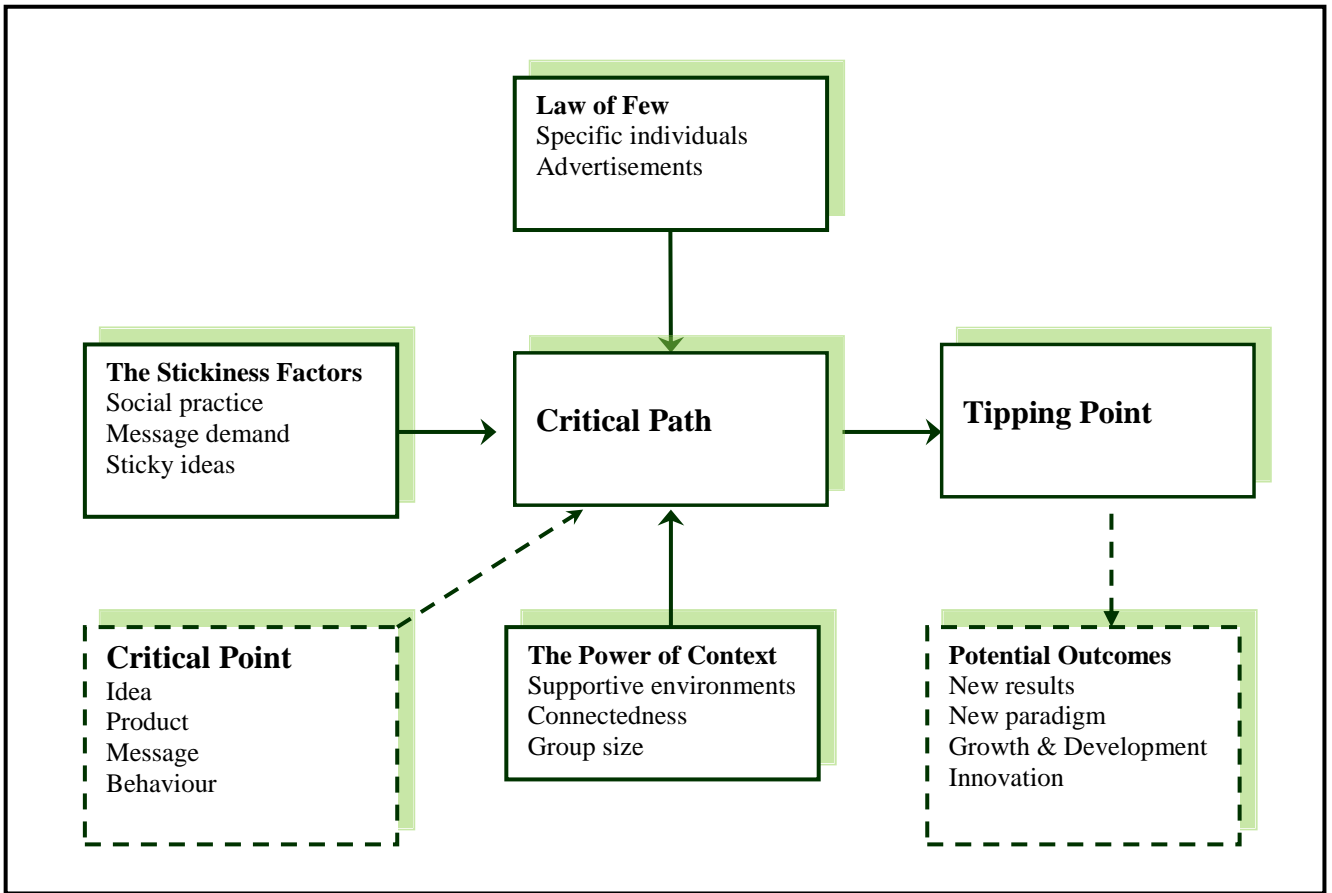 Law of Few
Specific individuals
Advertisements
The Stickiness Factors
Social practice
Message demand
Sticky ideas
Critical Path
Tipping Point
Critical Point
Idea
Product
Message
Behaviour
The Power of Context
Supportive environments
Connectedness
Group size
Potential Outcomes
New results
New paradigm
Growth & Development
Innovation